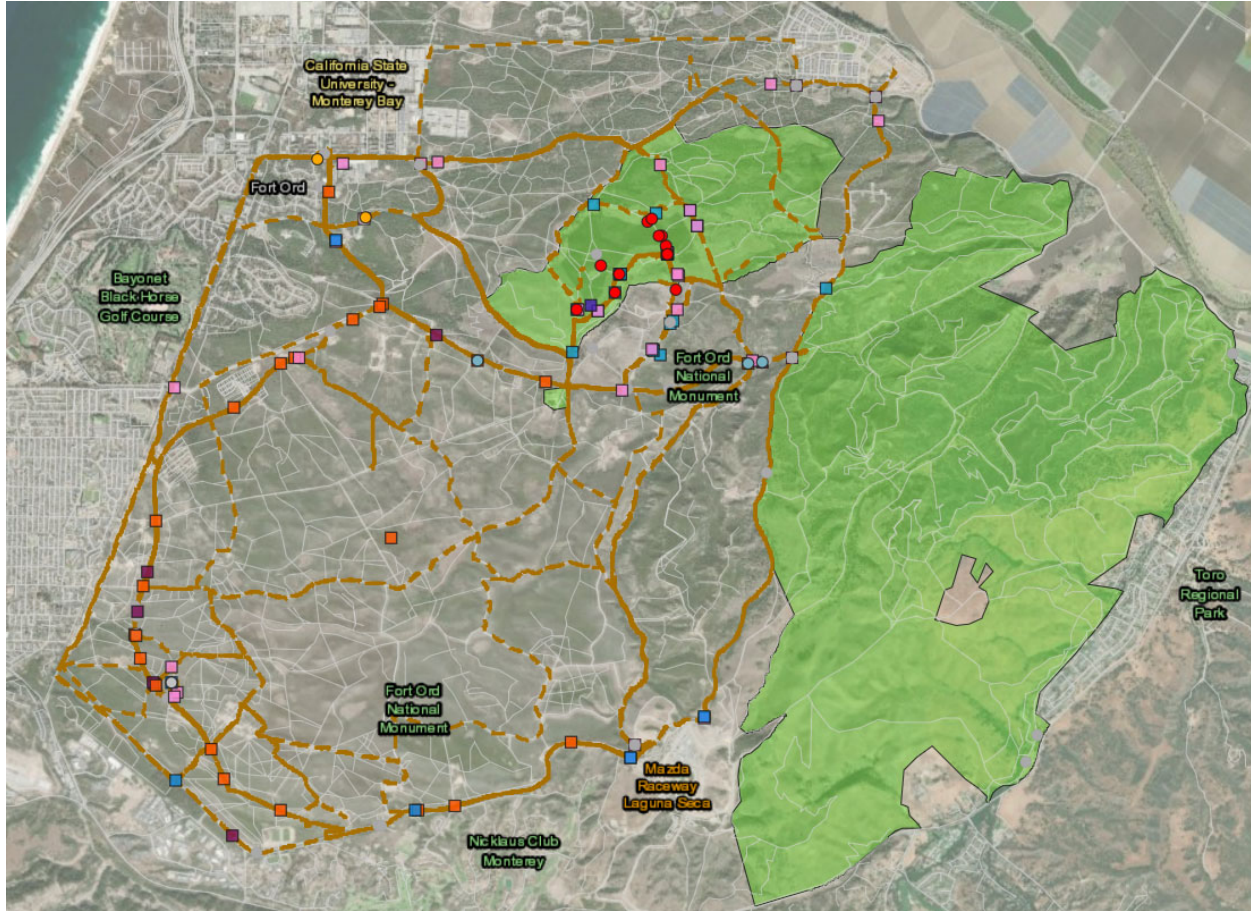 California State
University -
Monterey Bay
Fort Ord
Bayonet
Black Horse
Golf Course
Fort Ord
National
Monument
Toro
Regional
Park
Fort Ord
National
Monument
Mazda
Raceway
Laguna Seca
Nicklaus Club
Monterey